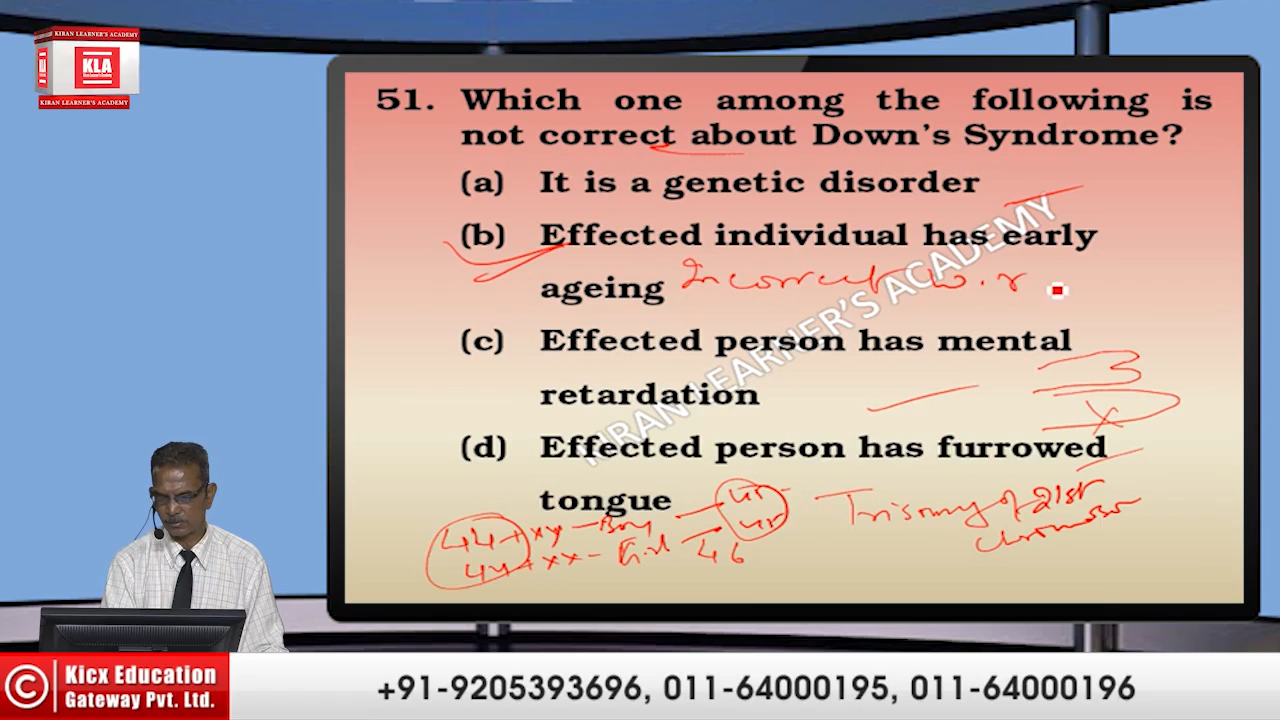 KIRAN LEARNER'S ACADEMY
KLA
Kiran Learner's Academy
KIRAN LEARNER'S ACADEMY
51. Which one among the following is
not correct about Down's Syndrome?
(a) It is a genetic disorder
(b) Effected individual has early
ageing Incorrect w.r
(c) Effected person has mental
retardation
(d) Effected person has furrowed
tongue
KIRAN LEARNER'S ACADEMY
44+xy-Boy
44+xx-
46
Trisomy of 21st
Kicx Education
Gateway Pvt. Ltd.
+91-9205393696, 011-64000195, 011-64000196